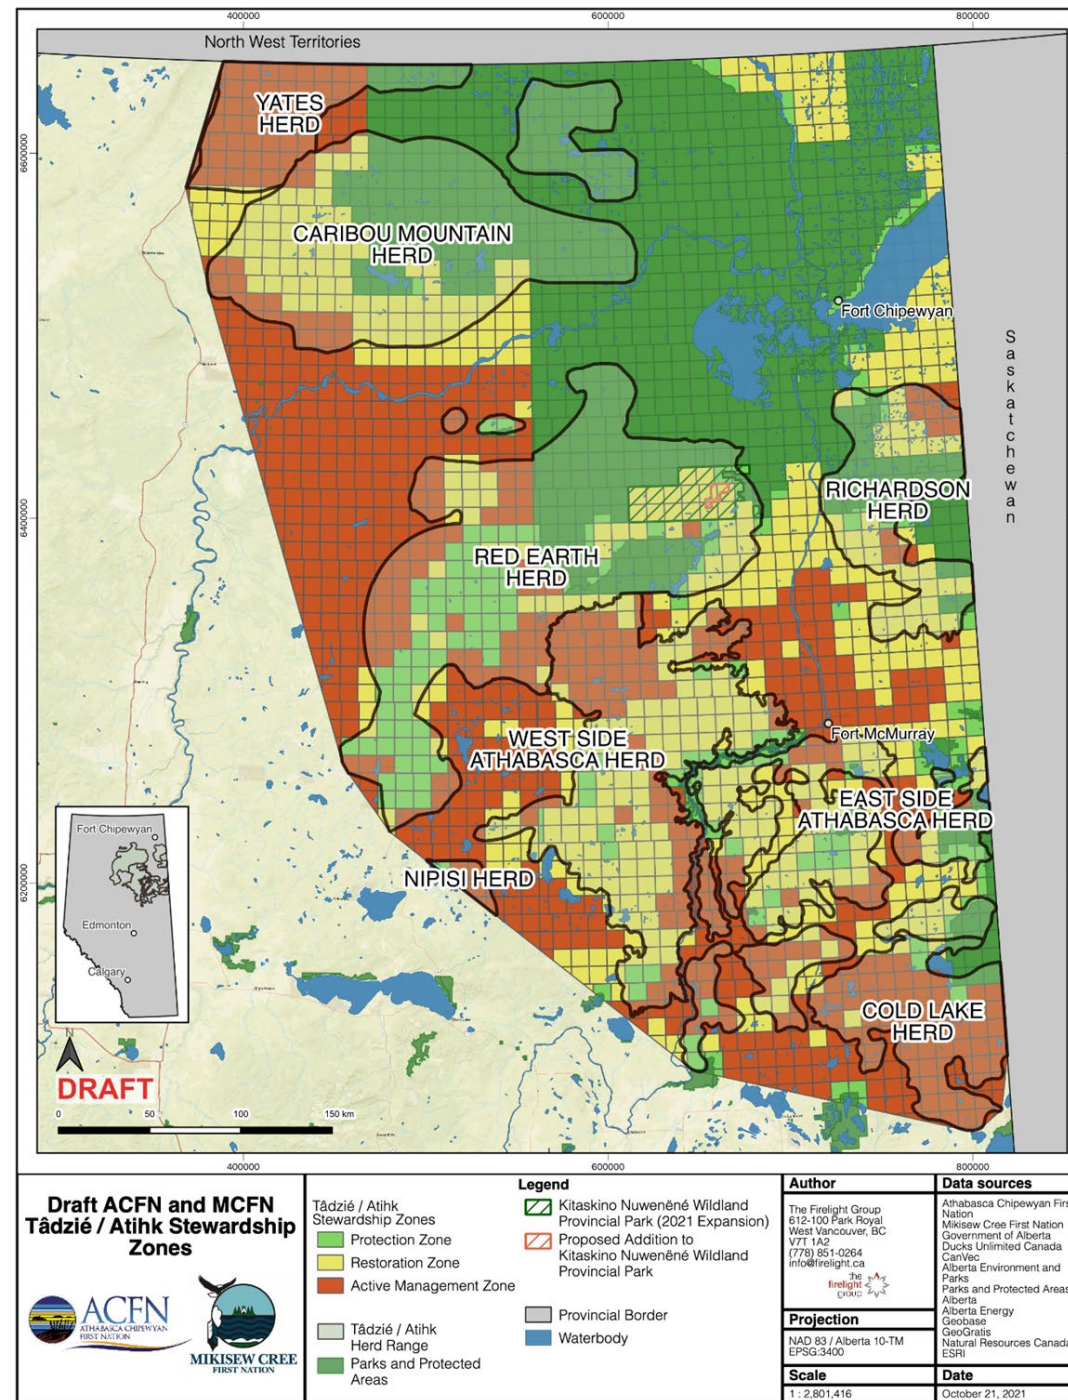 400000
600000
800000
North West Territories
YATES
HERD
6600000
CARIBOU MOUNTAIN
HERD
Fort Chipewyan
Saskatchewan
RICHARDSON
HERD
6400000
RED EARTH
HERD
WEST SIDE
ATHABASCA HERD
Fort McMurray
EAST SIDE
ATHABASCA HERD
NIPISI HERD
6200000
Fort Chipewyan
Edmonton
Calgary
COLD LAKE
HERD
N
DRAFT
0 50 100 150 km
400000
600000
800000
Draft ACFN and MCFN
Tâdzié / Atihk Stewardship
Zones
ACFN
ATHABASCA CHIPEWYAN
FIRST NATION
MIKISEW CREE
FIRST NATION
Legend
Tâdzié / Atihk
Stewardship Zones
Protection Zone
Restoration Zone
Active Management Zone
Tâdzié / Atihk
Herd Range
Parks and Protected
Areas
Kitaskino Nuwenëné Wildland
Provincial Park (2021 Expansion)
Proposed Addition to
Kitaskino Nuwenëné Wildland
Provincial Park
Provincial Border
Waterbody
Author
The Firelight Group
612-100 Park Royal
West Vancouver, BC
V7T 1A2
(778) 851-0264
info@firelight.ca
the
firelight
group
Projection
NAD 83 / Alberta 10-TM
EPSG:3400
Scale
1 : 2,801,416
Data sources
Athabasca Chipewyan First
Nation
Mikisew Cree First Nation
Government of Alberta
Ducks Unlimited Canada
CanVec
Alberta Environment and
Parks
Parks and Protected Areas
Alberta
Alberta Energy
Geobase
GeoGratis
Natural Resources Canada
ESRI
Date
October 21, 2021